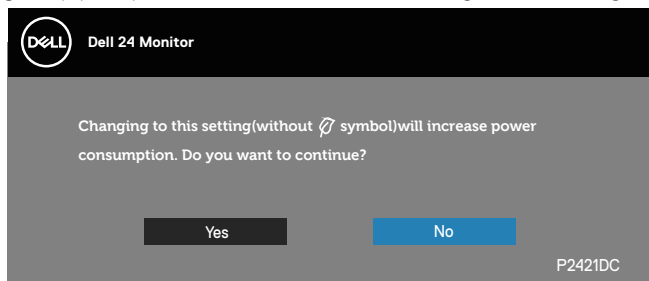 DELL
Dell 24 Monitor
Changing to this setting(without symbol)will increase power
consumption. Do you want to continue?
Yes
No
P2421DC